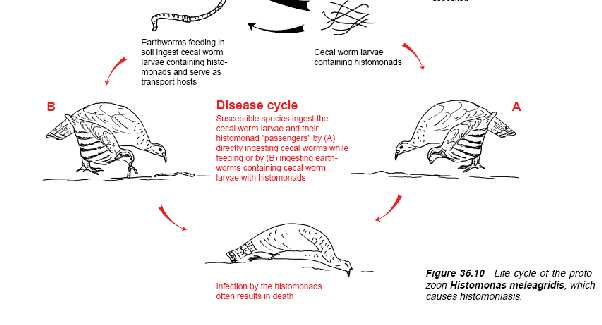 Earthworms feeding in
soil ingest cecal worm
larvae containing histo-
monads and serve as
transport hosts
Cecal worm larvae
containing histomonads
B
Disease cycle
Susceptible species ingest the
cecal worm larvae and their
histomonad "passengers" by (A)
directly ingesting cecal worms while
feeding or by (B) ingesting earth-
worms containing cecal worm
larvae with histomonads
A
Infection by the histomonads
often results in death
Figure 36.10 Life cycle of the proto
zoon Histomonas meleagridis, which
causes histomoniasis.